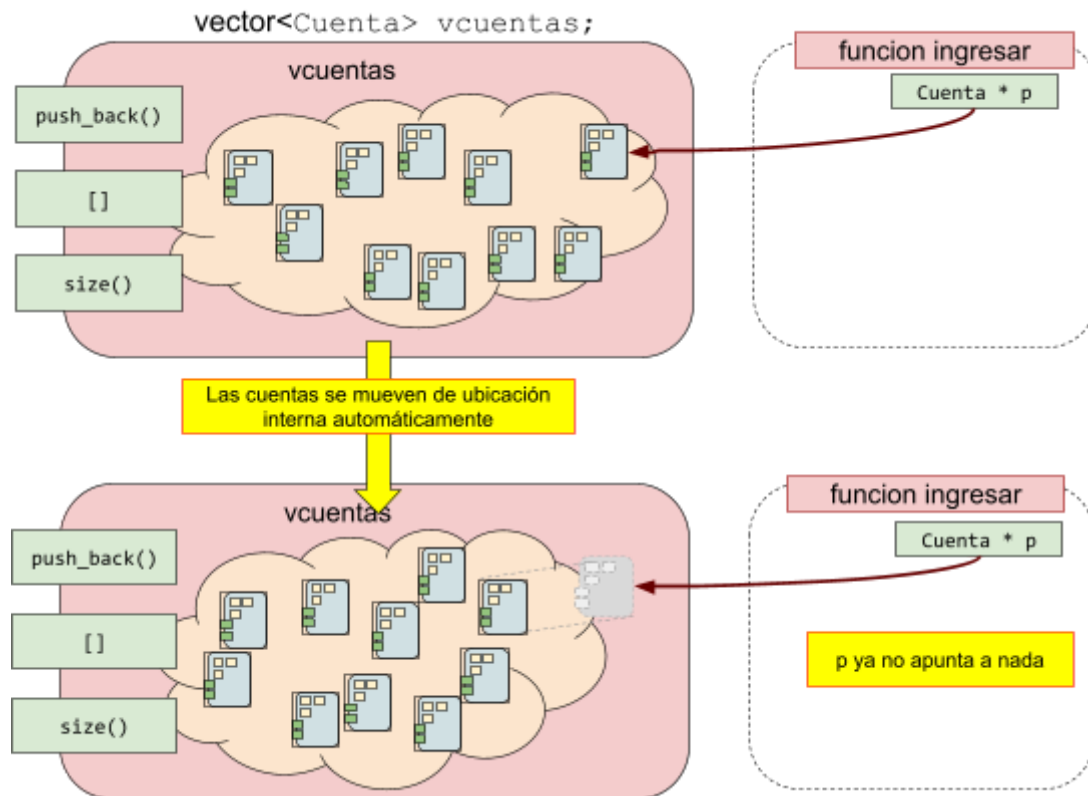 vector<Cuenta> vcuentas;
vcuentas
push_back()
[]
size()
funcion ingresar
Cuenta * p
Las cuentas se mueven de ubicación
interna automáticamente
vcuentas
push_back()
[]
size()
funcion ingresar
Cuenta * p
p ya no apunta a nada